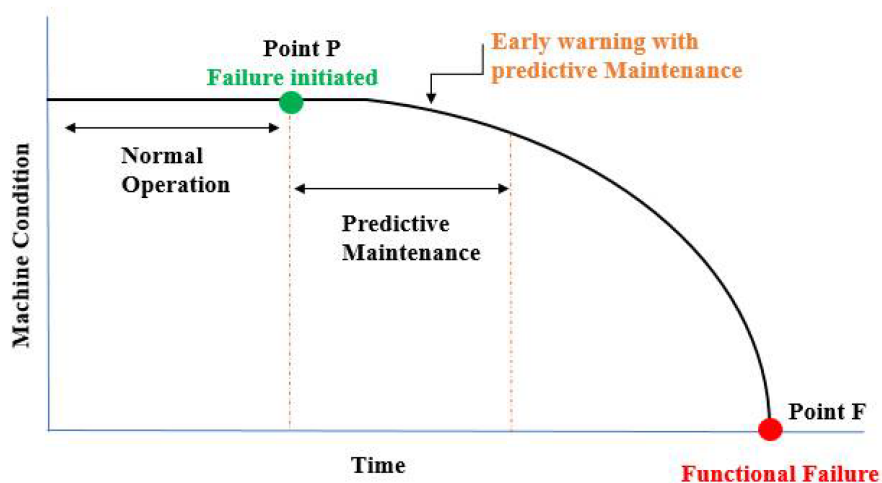 Point P
Failure initiated
Early warning with
predictive Maintenance
Normal
Operation
Predictive
Maintenance
Machine Condition
Point F
Time
Functional Failure